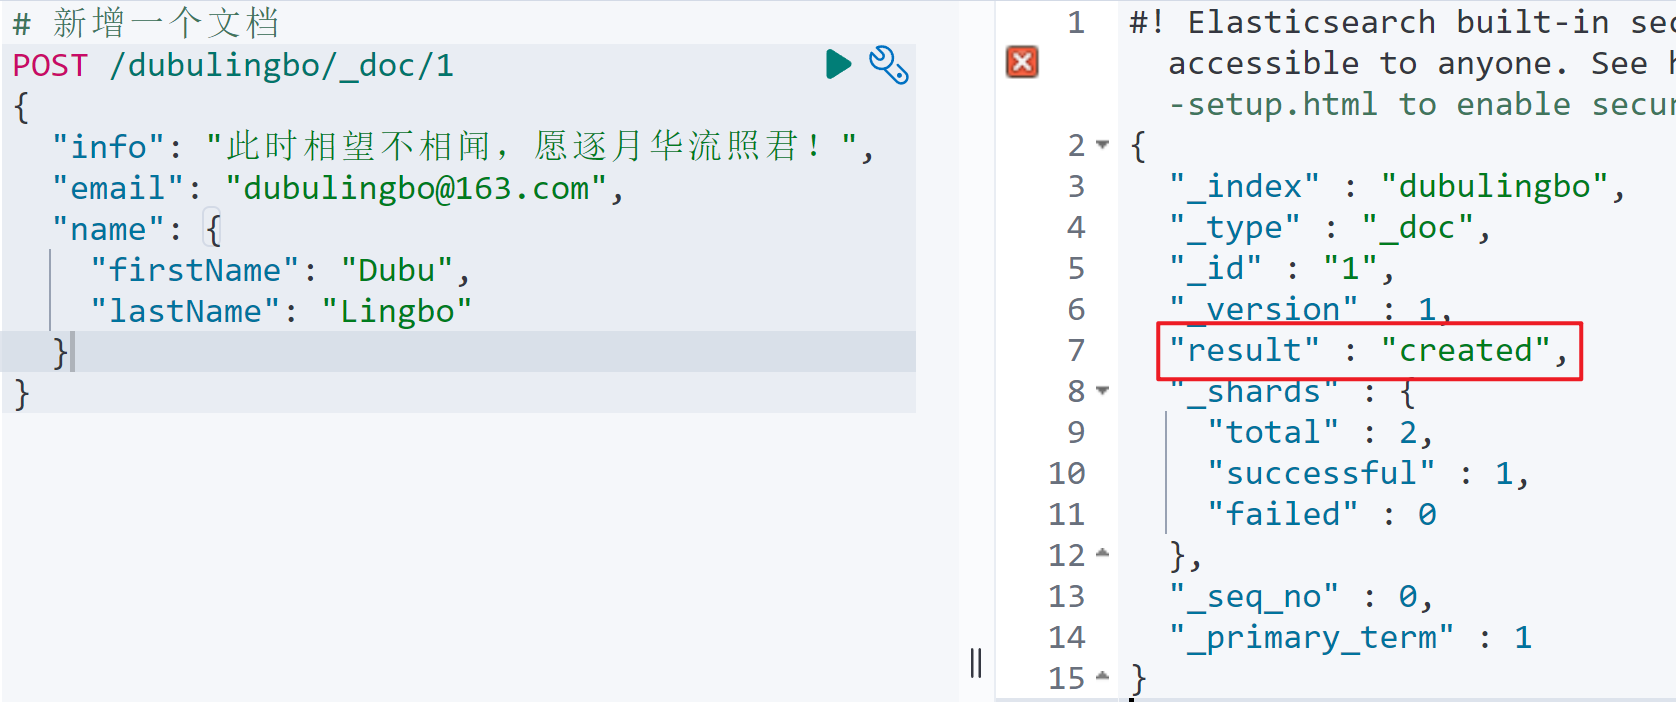 # 新增一个文档
POST /dubulingbo/_doc/1
{
  "info": "此时相望不相闻，愿逐月华流照君！",
  "email": "dubulingbo@163.com",
  "name": {
    "firstName": "Dubu",
    "lastName": "Lingbo"
  }
}
1 #! Elasticsearch built-in sec
accessible to anyone. See h
-setup.html to enable secur
2 {
3   "_index" : "dubulingbo",
4   "_type" : "_doc",
5   "_id" : "1",
6   "_version" : 1,
7   "result" : "created",
8   "_shards" : {
9     "total" : 2,
10     "successful" : 1,
11     "failed" : 0
12   },
13   "_seq_no" : 0,
14   "_primary_term" : 1
15 }